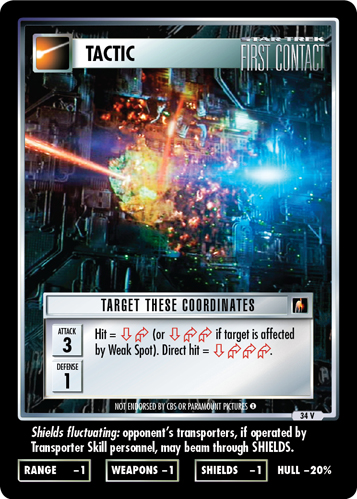 TACTIC
STAR TREK
FIRST CONTACT
TARGET THESE COORDINATES
ATTACK
3
DEFENSE
1
Hit = (or if target is affected
by Weak Spot). Direct hit = .
NOT ENDORSED BY CBS OR PARAMOUNT PICTURES
34 V
Shields fluctuating: opponent's transporters, if operated by
Transporter Skill personnel, may beam through SHIELDS.
RANGE −1 WEAPONS −1 SHIELDS −1 HULL −20%